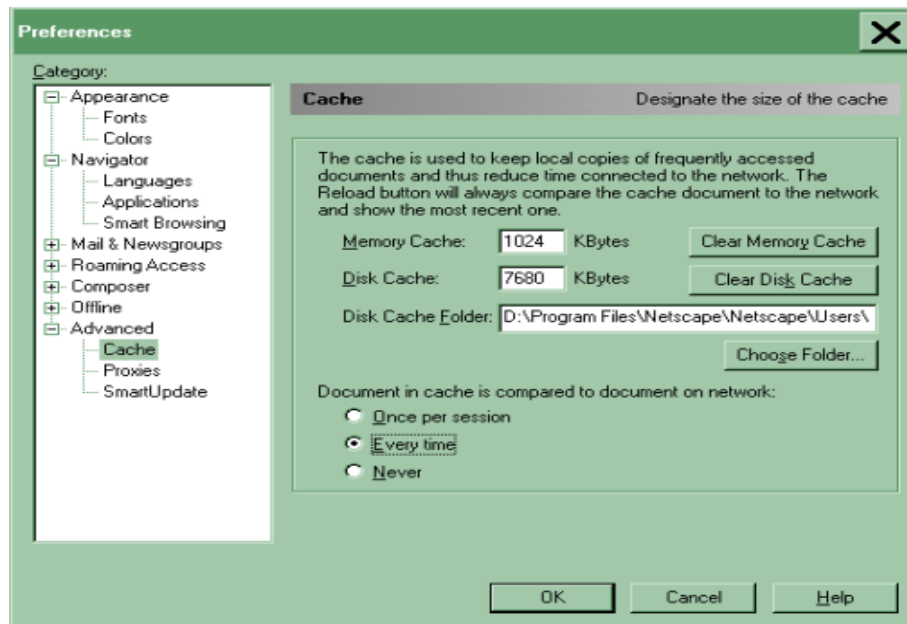 Preferences
Category:
Appearance
Fonts
Colors
Navigator
Languages
Applications
Smart Browsing
Mail & Newsgroups
Roaming Access
Composer
Offline
Advanced
Cache
Proxies
SmartUpdate
Cache Designate the size of the cache
The cache is used to keep local copies of frequently accessed
documents and thus reduce time connected to the network. The
Reload button will always compare the cache document to the network
and show the most recent one.
Memory Cache: 1024 KBytes Clear Memory Cache
Disk Cache: 7680 KBytes Clear Disk Cache
Disk Cache Folder: D:\Program Files\Netscape\Netscape\Users\
Choose Folder...
Document in cache is compared to document on network:
Once per session
Every time
Never
OK Cancel Help